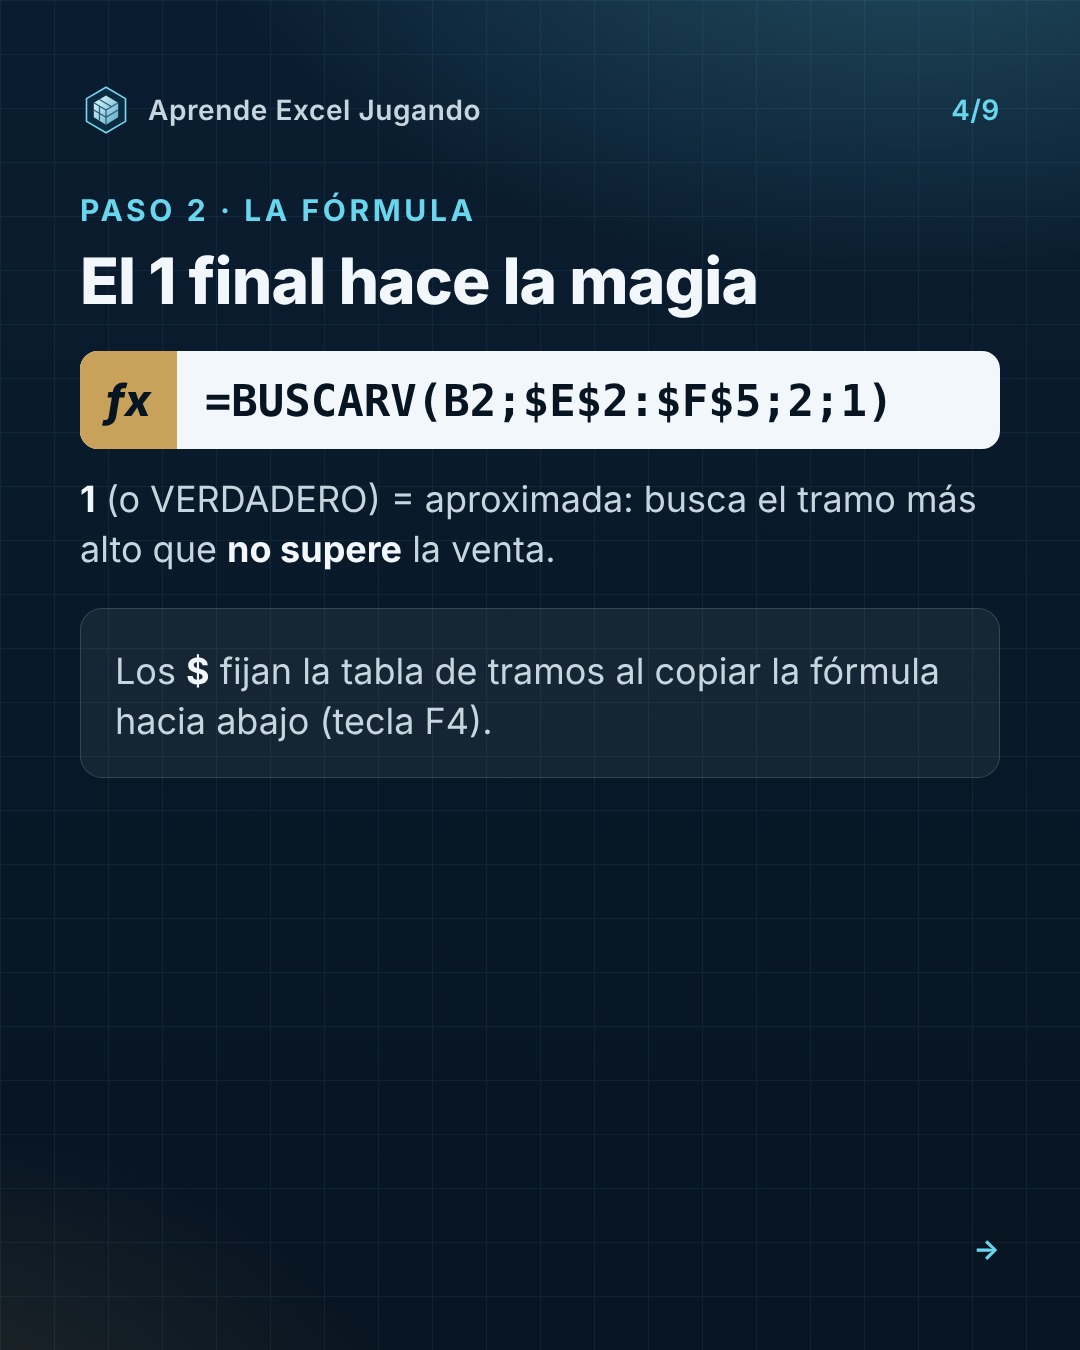 Aprende Excel Jugando
4/9
PASO 2 · LA FÓRMULA
El 1 final hace la magia
fx =BUSCARV(B2;$E$2:$F$5;2;1)
1 (o VERDADERO) = aproximada: busca el tramo más
alto que no supere la venta.
Los $ fijan la tabla de tramos al copiar la fórmula
hacia abajo (tecla F4).
→